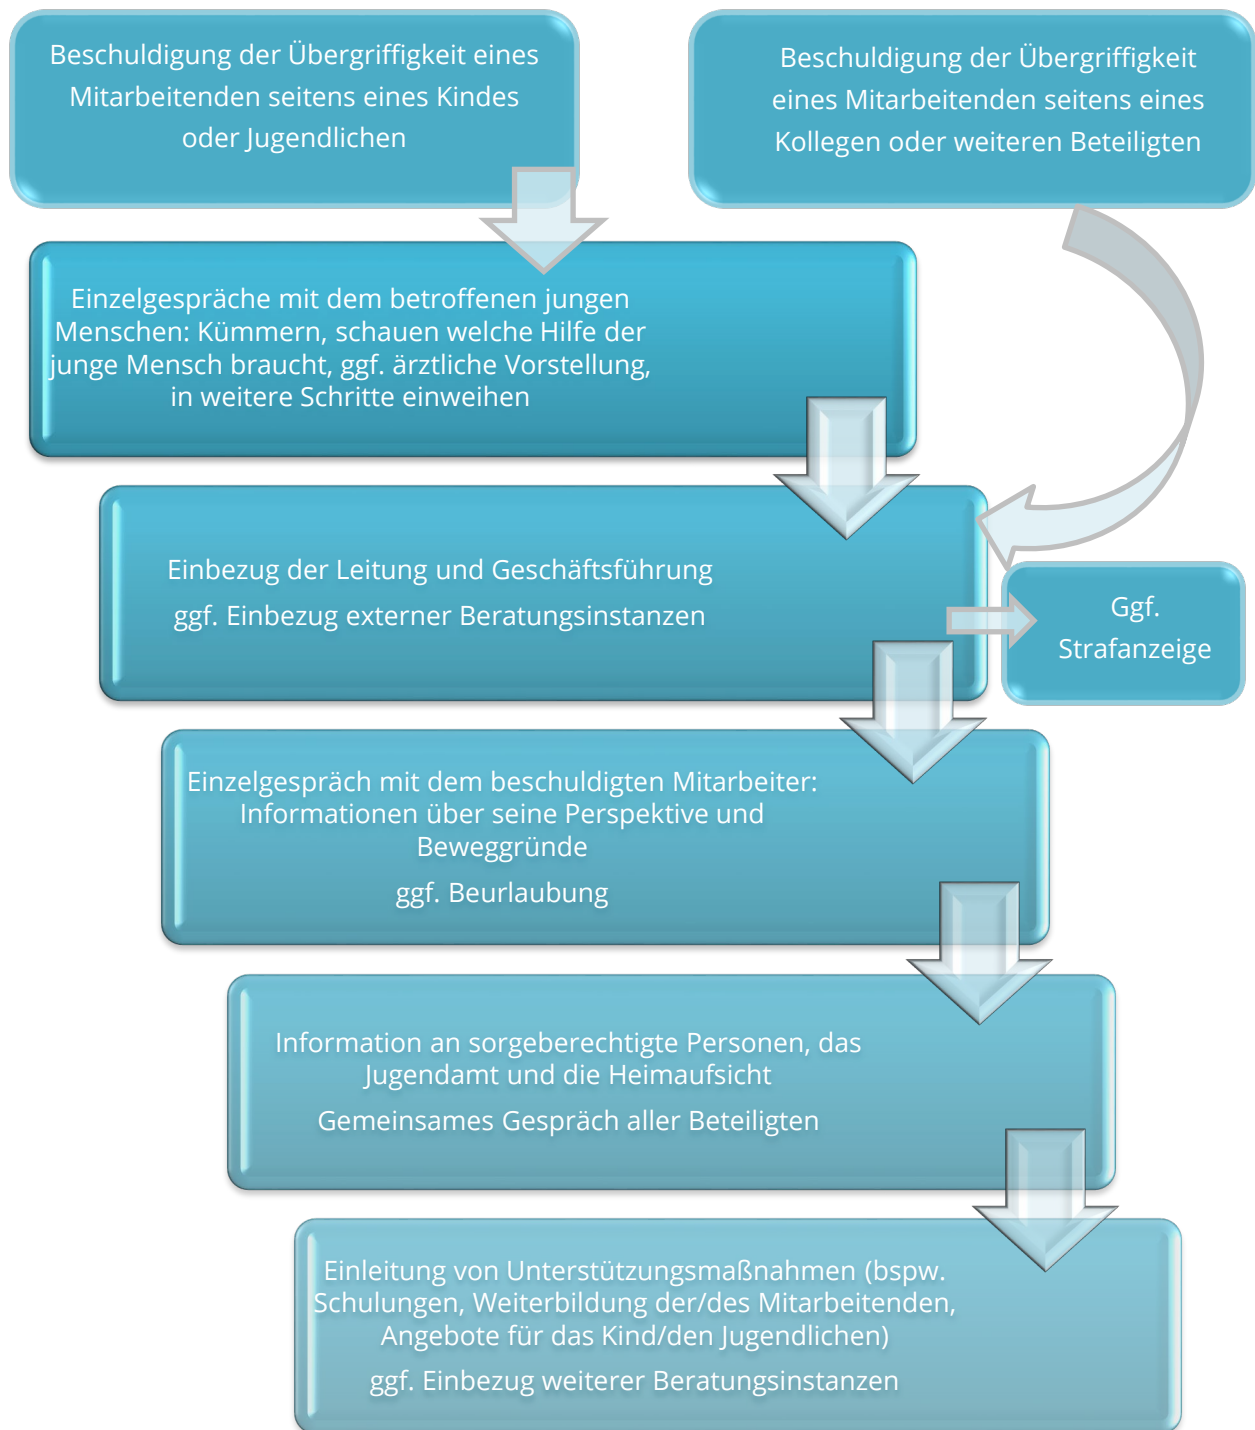 Beschuldigung der Übergriffigkeit eines
Mitarbeitenden seitens eines Kindes
oder Jugendlichen
Beschuldigung der Übergriffigkeit
eines Mitarbeitenden seitens eines
Kollegen oder weiteren Beteiligten
Einzelgespräche mit dem betroffenen jungen
Menschen: Kümmern, schauen welche Hilfe der
junge Mensch braucht, ggf. ärztliche Vorstellung,
in weitere Schritte einweihen
Einbezug der Leitung und Geschäftsführung
ggf. Einbezug externer Beratungsinstanzen
Ggf.
Strafanzeige
Einzelgespräch mit dem beschuldigten Mitarbeiter:
Informationen über seine Perspektive und
Beweggründe
ggf. Beurlaubung
Information an sorgeberechtigte Personen, das
Jugendamt und die Heimaufsicht
Gemeinsames Gespräch aller Beteiligten
Einleitung von Unterstützungsmaßnahmen (bspw.
Schulungen, Weiterbildung der/des Mitarbeitenden,
Angebote für das Kind/den Jugendlichen)
ggf. Einbezug weiterer Beratungsinstanzen